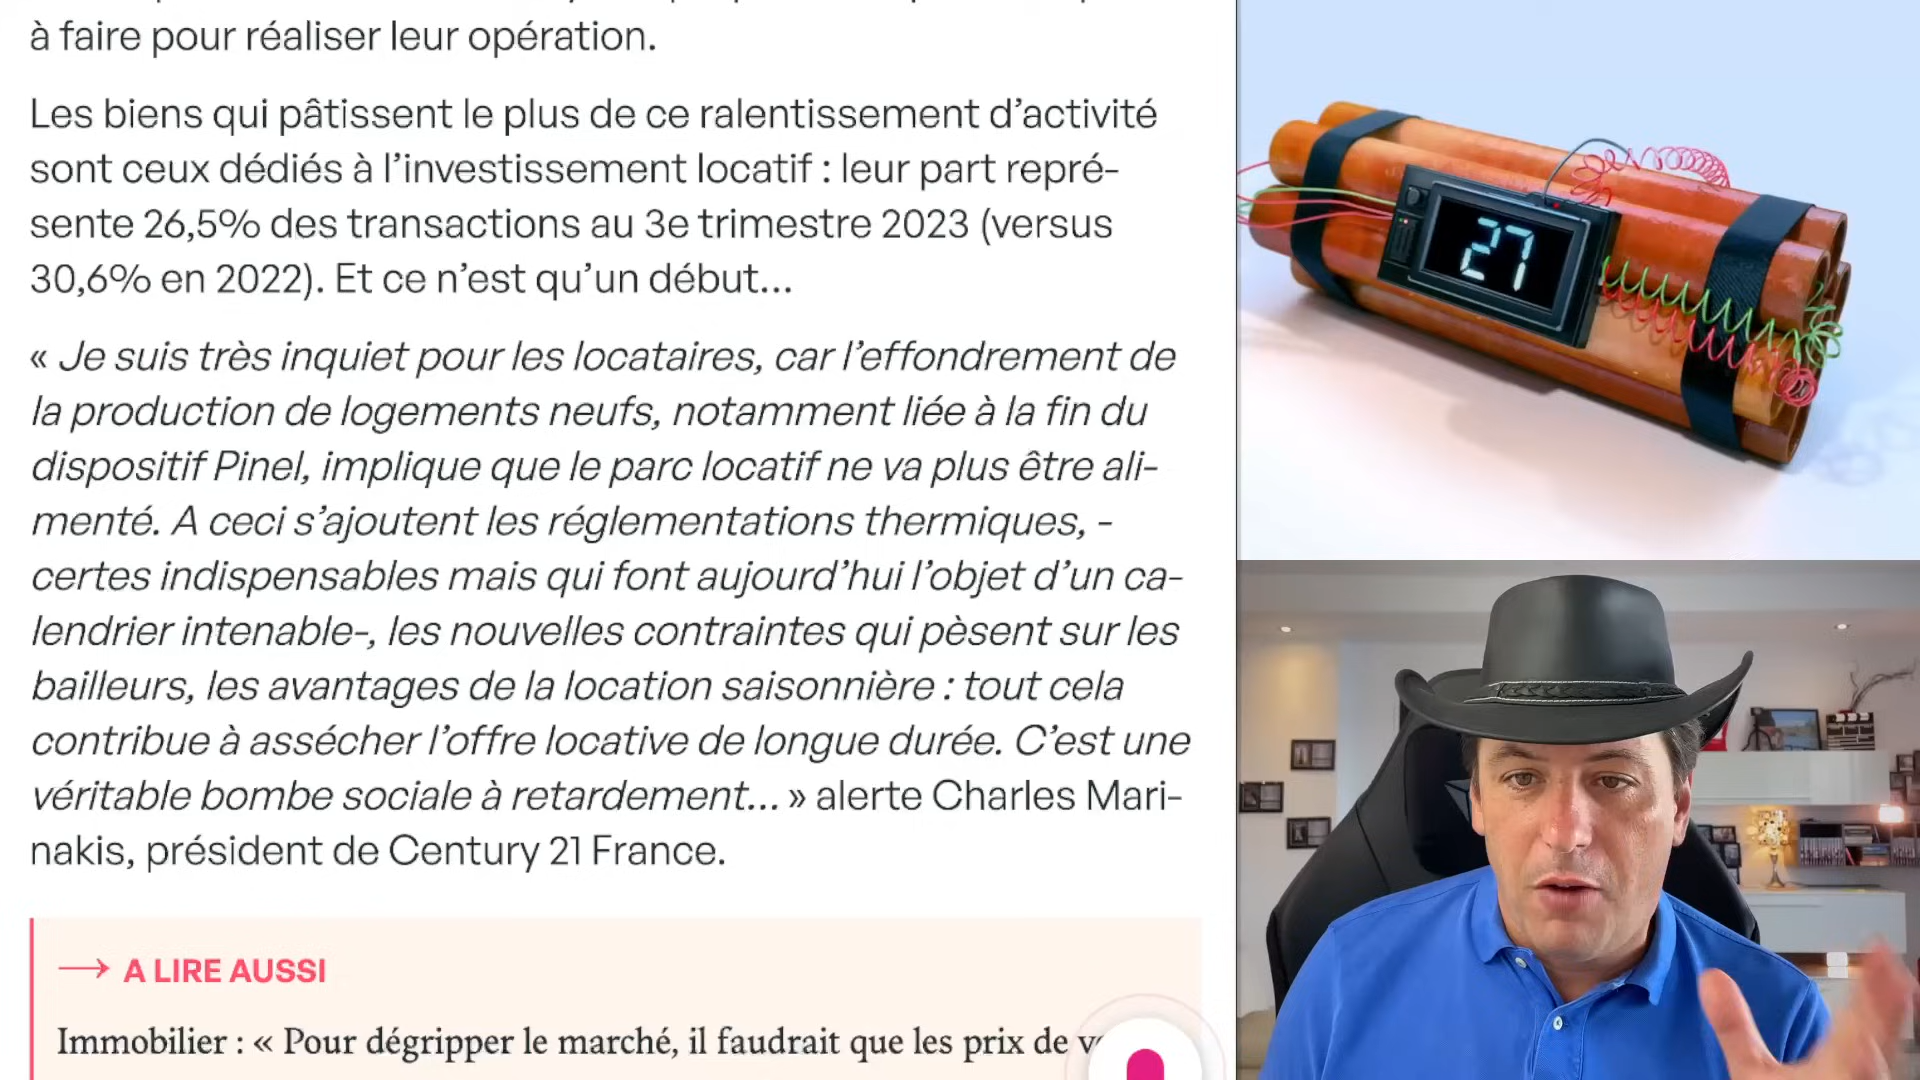 à faire pour réaliser leur opération.
Les biens qui pâtissent le plus de ce ralentissement d’activité
sont ceux dédiés à l’investissement locatif : leur part repré-
sente 26,5% des transactions au 3e trimestre 2023 (versus
30,6% en 2022). Et ce n’est qu’un début…
« Je suis très inquiet pour les locataires, car l’effondrement de
la production de logements neufs, notamment liée à la fin du
dispositif Pinel, implique que le parc locatif ne va plus être ali-
menté. A ceci s’ajoutent les réglementations thermiques, -
certes indispensables mais qui font aujourd’hui l’objet d’un ca-
lendrier intenable-, les nouvelles contraintes qui pèsent sur les
bailleurs, les avantages de la location saisonnière : tout cela
contribue à assécher l’offre locative de longue durée. C’est une
véritable bombe sociale à retardement… » alerte Charles Mari-
nakis, président de Century 21 France.
→ A LIRE AUSSI
Immobilier : « Pour dégripper le marché, il faudrait que les prix de
27